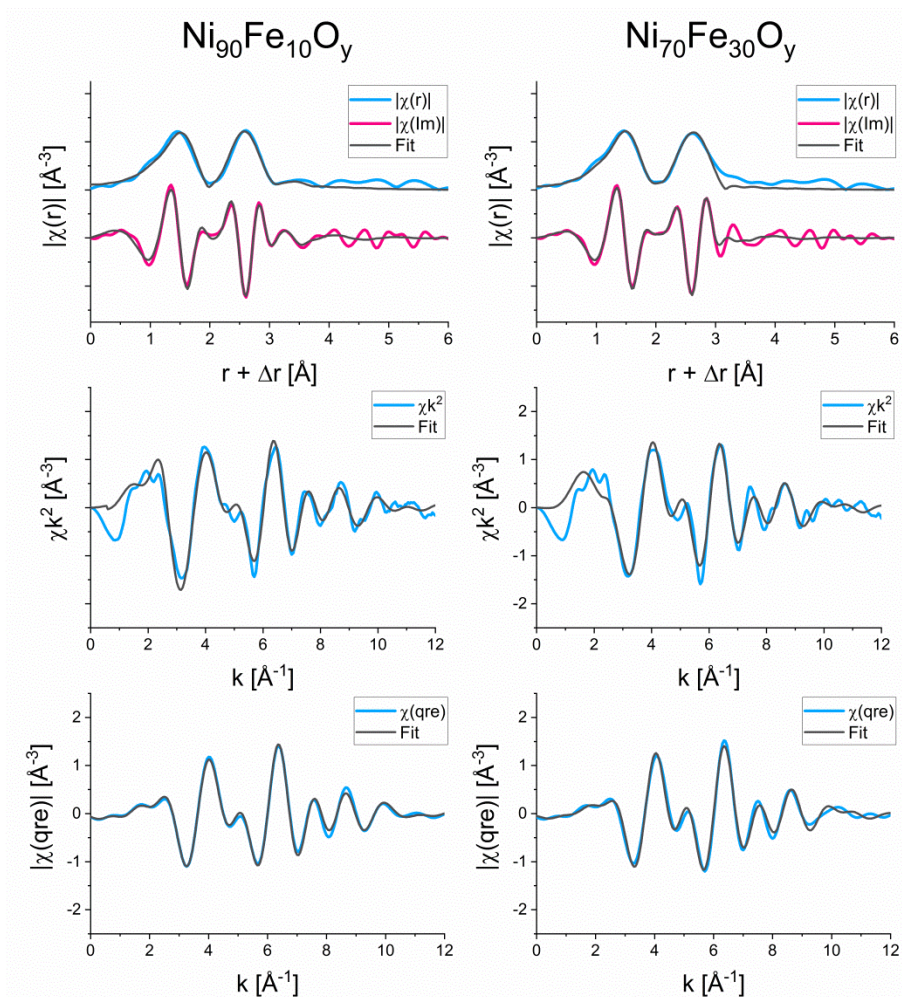 Ni₉₀Fe₁₀Oᵧ
Ni₇₀Fe₃₀Oᵧ
|χ(r)|
|χ(Im)|
Fit
|χ(r)| [Å⁻³]
0 1 2 3 4 5 6
r + Δr [Å]
|χ(r)|
|χ(Im)|
Fit
|χ(r)| [Å⁻³]
0 1 2 3 4 5 6
r + Δr [Å]
χk²
Fit
χk² [Å⁻³]
0 2 4 6 8 10 12
k [Å⁻¹]
χk²
Fit
χk² [Å⁻³]
2
1
0
-1
-2
0 2 4 6 8 10 12
k [Å⁻¹]
χ(qre)
Fit
|χ(qre)| [Å⁻³]
2
1
0
-1
-2
0 2 4 6 8 10 12
k [Å⁻¹]
χ(qre)
Fit
|χ(qre)| [Å⁻³]
2
1
0
-1
-2
0 2 4 6 8 10 12
k [Å⁻¹]